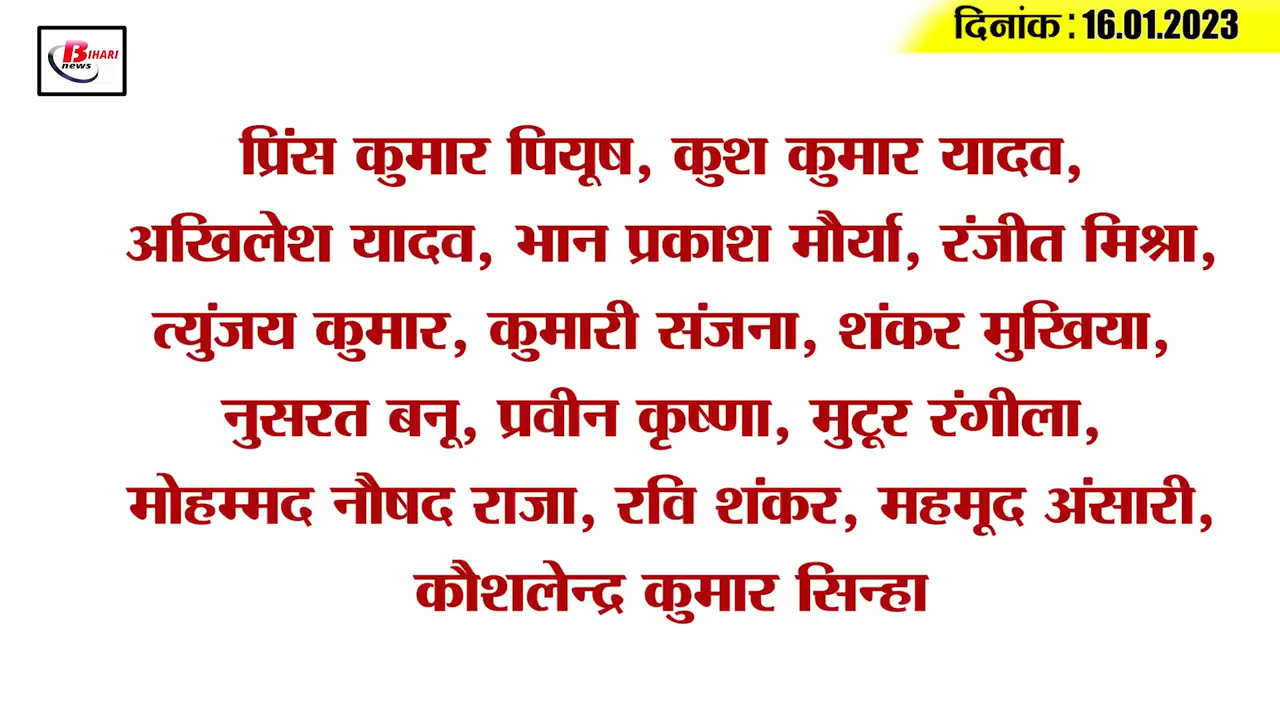 BIHARI
news
दिनांक : 16.01.2023
प्रिंस कुमार पियूष, कुश कुमार यादव,
अखिलेश यादव, भान प्रकाश मौर्या, रंजीत मिश्रा,
त्युंजय कुमार, कुमारी संजना, शंकर मुखिया,
नुसरत बनू, प्रवीन कृष्णा, मुटूर रंगीला,
मोहम्मद नौषद राजा, रवि शंकर, महमूद अंसारी,
कौशलेन्द्र कुमार सिन्हा